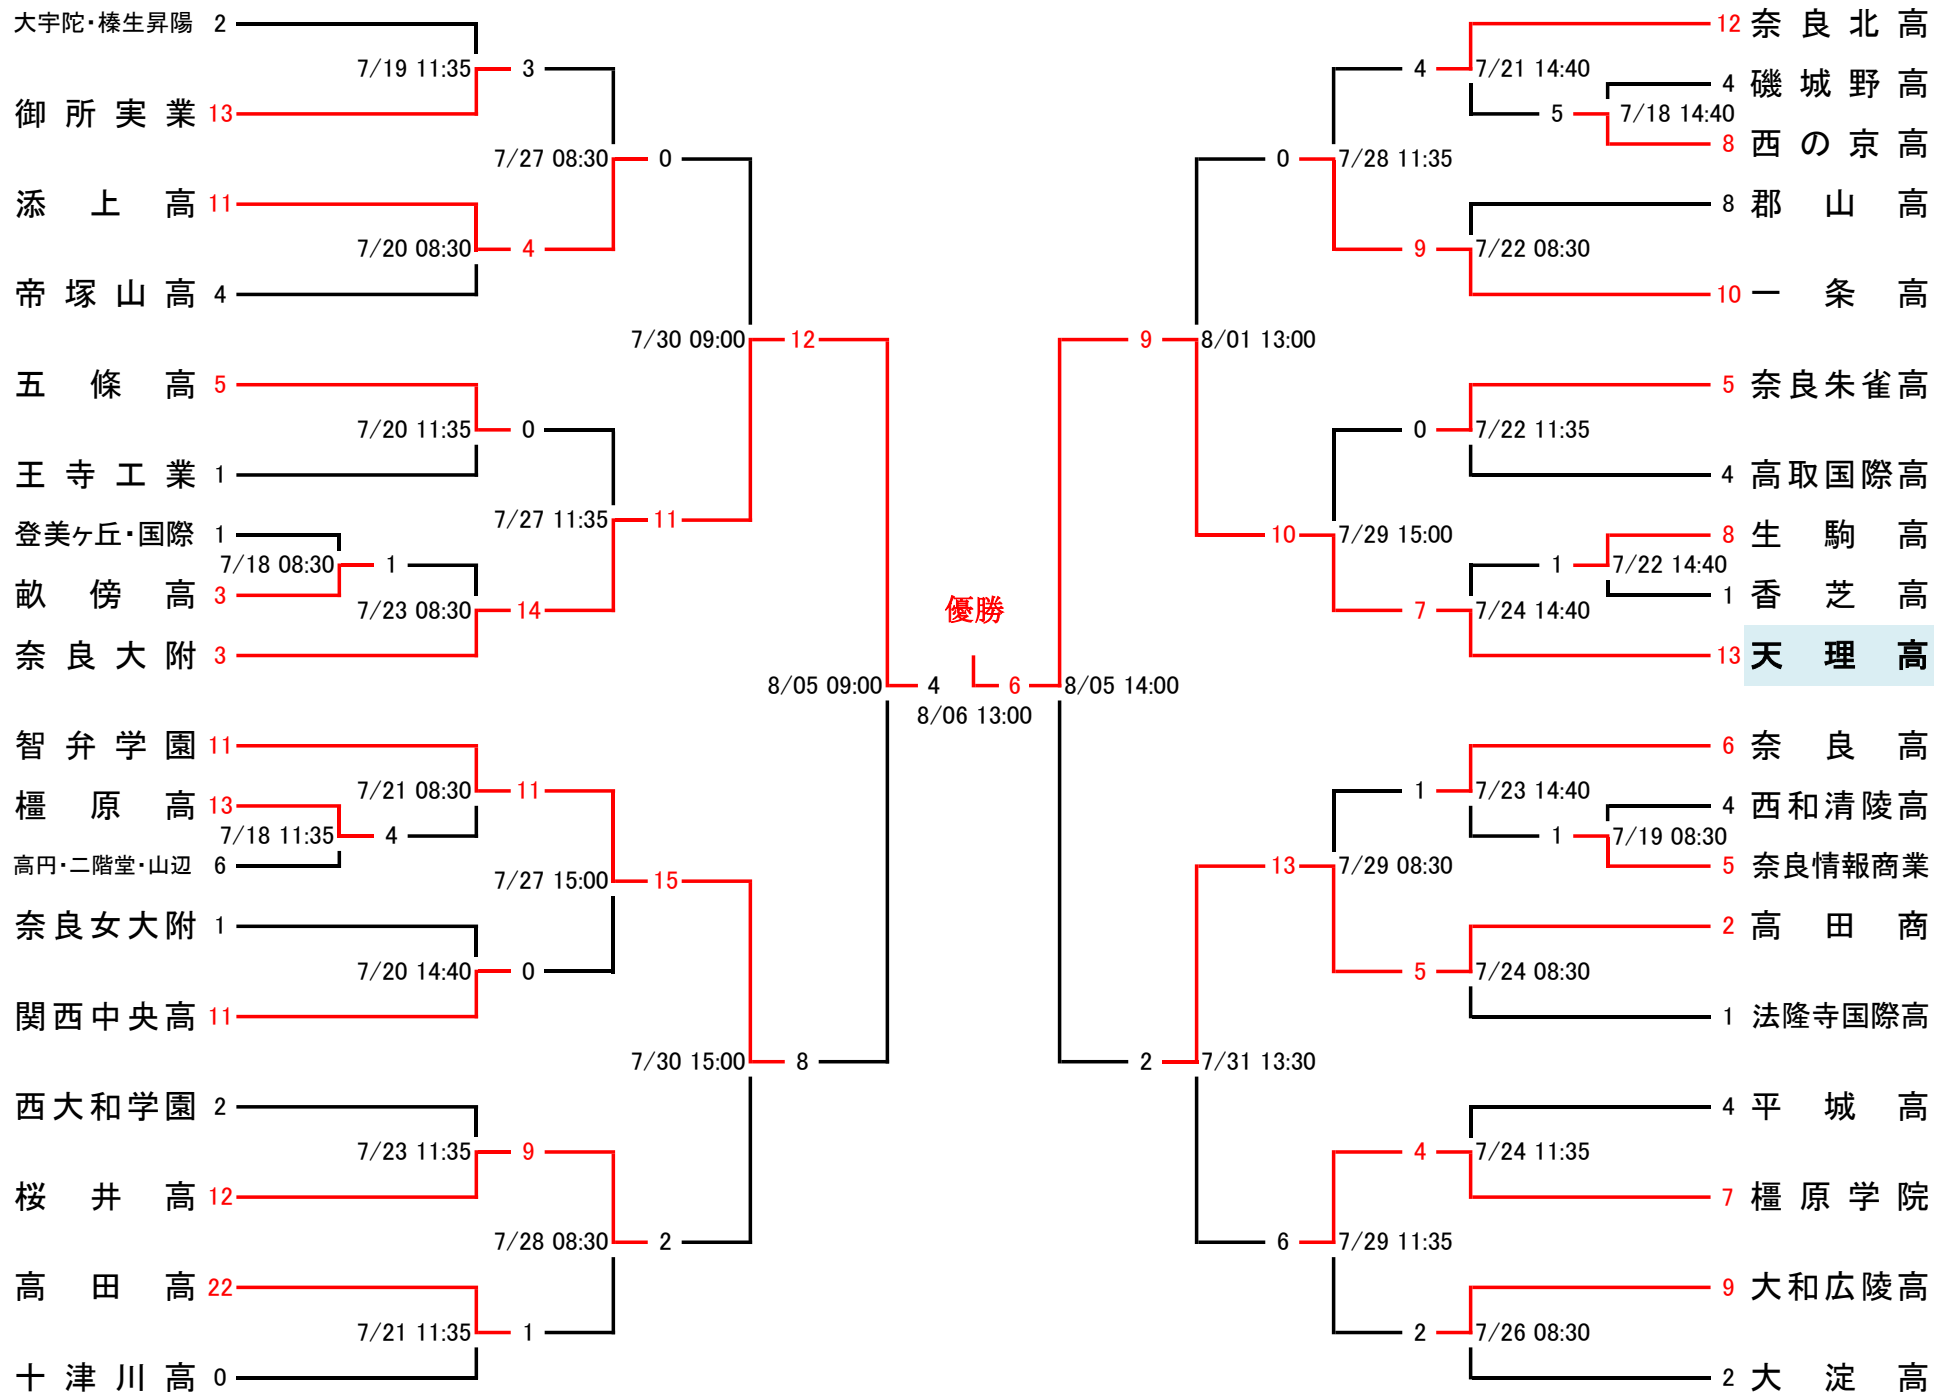 大宇陀・榛生昇陽 2
7/19 11:35 3
御所実業 13
7/27 08:30 0
添上高 11
7/20 08:30 4
帝塚山高 4
7/30 09:00 12
五條高 5
7/20 11:35 0
王寺工業 1
7/27 11:35 11
登美ヶ丘・国際 1
7/18 08:30 1
畝傍高 3
7/23 08:30 14
奈良大附 3
8/05 09:00 4
智弁学園 11
7/21 08:30 11
橿原高 13
7/18 11:35 4
高円・二階堂・山辺 6
7/27 15:00 15
奈良女大附 1
7/20 14:40 0
関西中央高 11
7/30 15:00 8
西大和学園 2
7/23 11:35 9
桜井高 12
7/28 08:30 2
高田高 22
7/21 11:35 1
十津川高 0
優勝
8/06 13:00
12 奈良北高
4 7/21 14:40
4 磯城野高
5 7/18 14:40
8 西の京高
0 7/28 11:35
8 郡山高
9 7/22 08:30
10 一条高
9 8/01 13:00
5 奈良朱雀高
0 7/22 11:35
4 高取国際高
10 7/29 15:00
8 生駒高
1 7/22 14:40
1 香芝高
7 7/24 14:40
13 天理高
6 8/05 14:00
6 奈良高
1 7/23 14:40
4 西和清陵高
1 7/19 08:30
5 奈良情報商業
13 7/29 08:30
2 高田商
5 7/24 08:30
1 法隆寺国際高
2 7/31 13:30
4 平城高
4 7/24 11:35
7 橿原学院
6 7/29 11:35
9 大和広陵高
2 7/26 08:30
2 大淀高